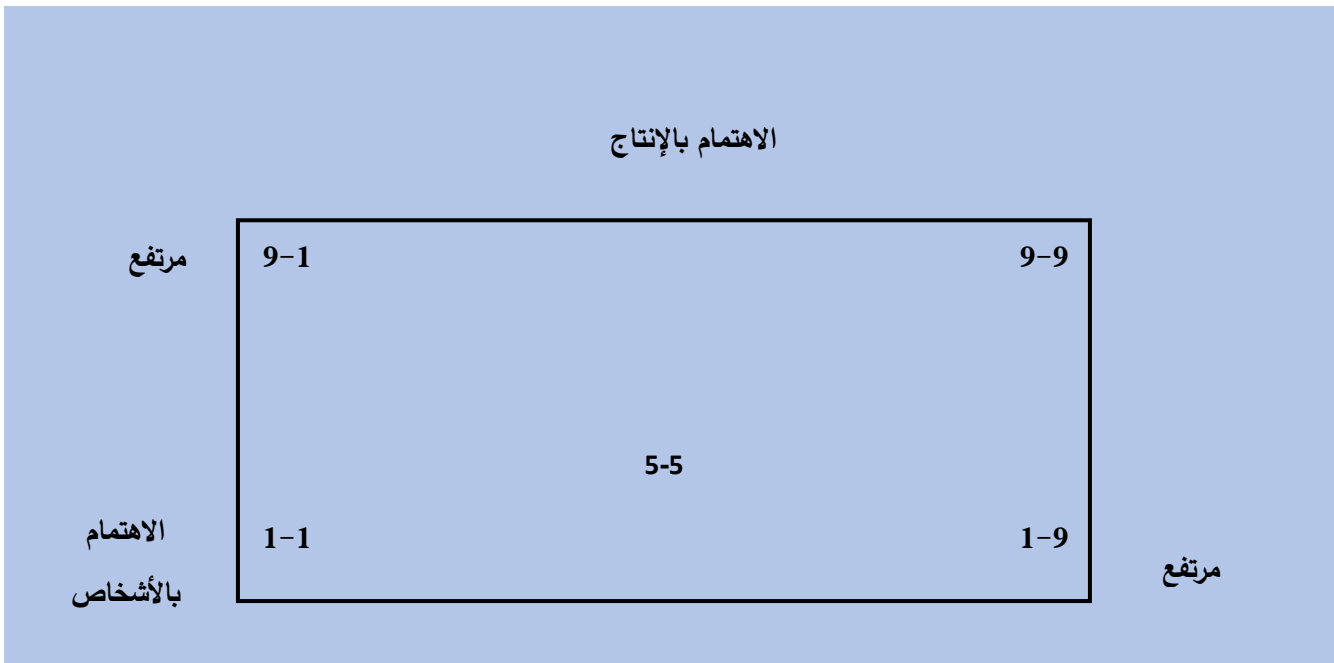 الاهتمام بالإنتاج
مرتفع
9-1
9-9
5-5
الاهتمام
بالأشخاص
1-1
1-9
مرتفع